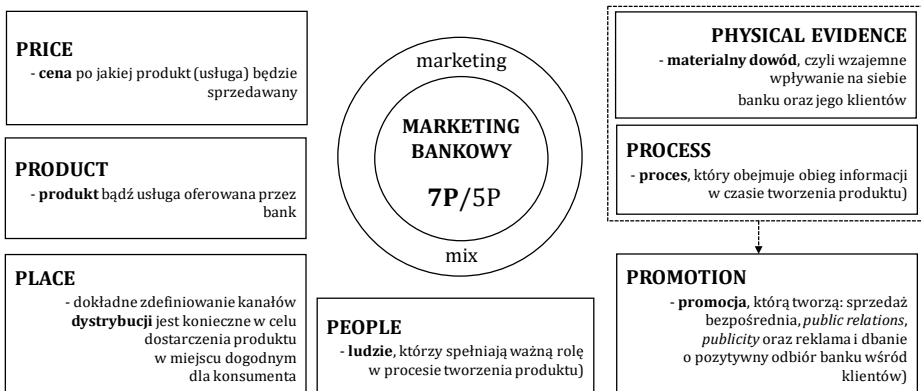 PRICE
- cena po jakiej produkt (usługa) będzie
sprzedawany
PRODUCT
- produkt bądź usługa oferowana przez
bank
PLACE
- dokładne zdefiniowanie kanałów
dystrybucji jest konieczne w celu
dostarczenia produktu
w miejscu dogodnym
dla konsumenta
marketing
MARKETING
BANKOWY
7P/5P
mix
PEOPLE
- ludzie, którzy spełniają ważną rolę
w procesie tworzenia produktu)
PHYSICAL EVIDENCE
- materialny dowód, czyli wzajemne
wpływanie na siebie
banku oraz jego klientów
PROCESS
- proces, który obejmuje obieg informacji
w czasie tworzenia produktu)
PROMOTION
- promocja, którą tworzą: sprzedaż
bezpośrednia, public relations,
publicity oraz reklama i dbanie
o pozytywny odbiór banku wśród
klientów)